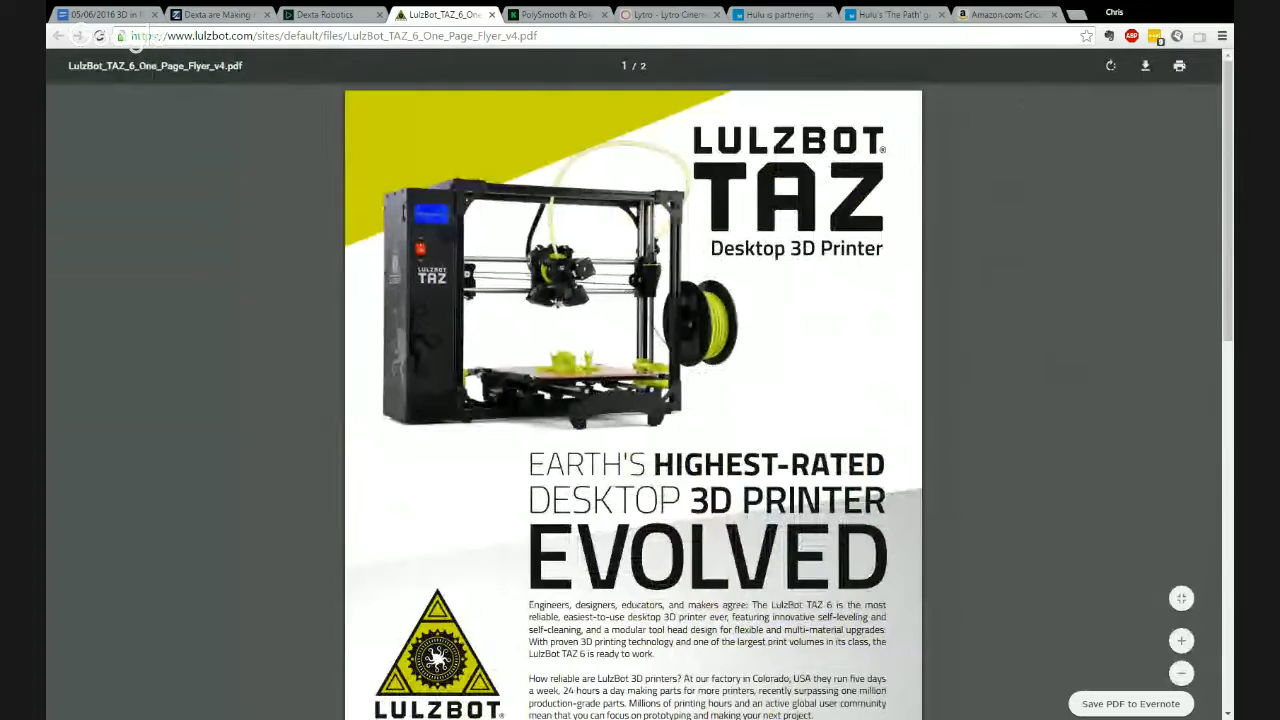 05/06/2016 3D in
Dexta are Making
Dexta Robotics
LulzBot_TAZ_6_One
PolySmooth & Poly
Lytro - Lytro Cinem
Hulu is partnering
Hulu's 'The Path' g
Amazon.com: Cric
Chris
https://www.lulzbot.com/sites/default/files/LulzBot_TAZ_6_One_Page_Flyer_v4.pdf
ABP
LulzBot_TAZ_6_One_Page_Flyer_v4.pdf
1 / 2
LULZBOT®
TAZ
Desktop 3D Printer
LULZBOT
TAZ
EARTH'S HIGHEST-RATED
DESKTOP 3D PRINTER
EVOLVED
Engineers, designers, educators, and makers agree: The LulzBot TAZ 6 is the most
reliable, easiest-to-use desktop 3D printer ever, featuring innovative self-leveling and
self-cleaning, and a modular tool head design for flexible and multi-material upgrades.
With proven 3D printing technology and one of the largest print volumes in its class, the
LulzBot TAZ 6 is ready to work.
How reliable are LulzBot 3D printers? At our factory in Colorado, USA they run five days
a week, 24 hours a day making parts for more printers, recently surpassing one million
production-grade parts. Millions of printing hours and an active global user community
mean that you can focus on prototyping and making your next project.
LULZBOT®
Save PDF to Evernote